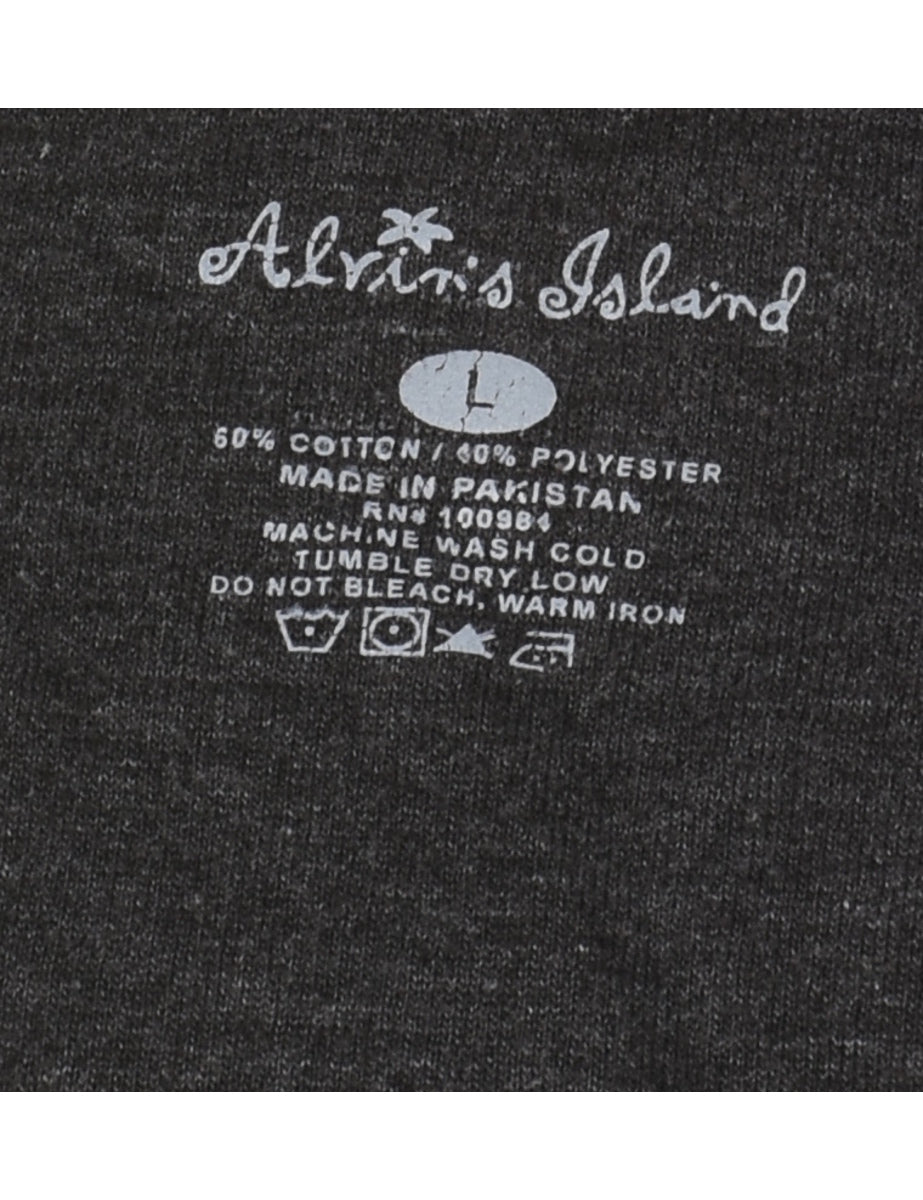 Alvin's Island
L
60% COTTON / 40% POLYESTER
MADE IN PAKISTAN
RN# 100984
MACHINE WASH COLD
TUMBLE DRY LOW
DO NOT BLEACH. WARM IRON